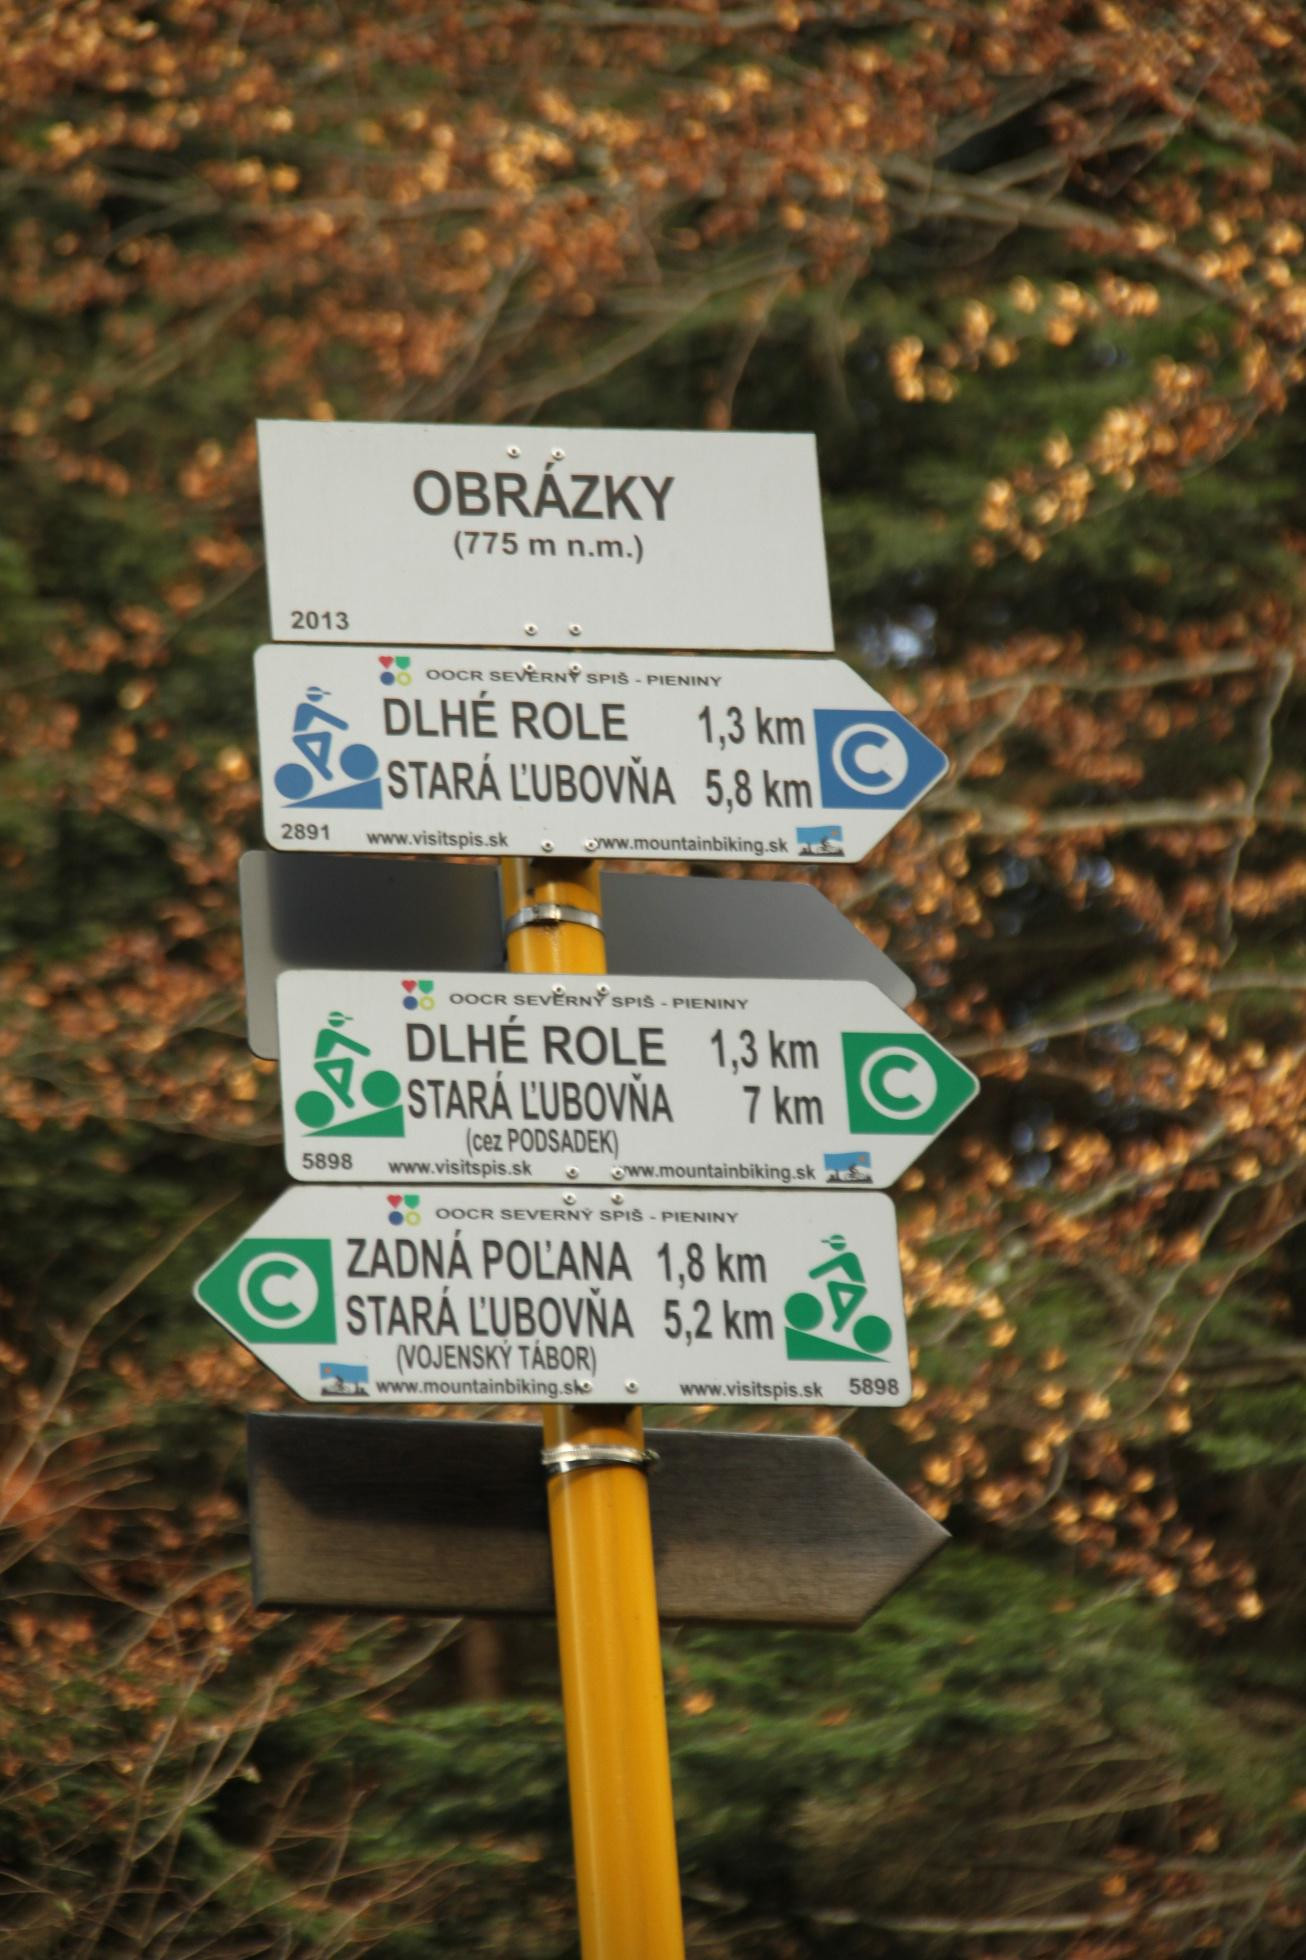 OBRÁZKY
(775 m n.m.)
2013
OOCR SEVERNÝ SPIŠ - PIENINY
DLHÉ ROLE 1,3 km
STARÁ ĽUBOVŇA 5,8 km
C
2891 www.visitspis.sk www.mountainbiking.sk
OOCR SEVERNÝ SPIŠ - PIENINY
DLHÉ ROLE 1,3 km
STARÁ ĽUBOVŇA 7 km
C
(cez PODSADEK)
5898 www.visitspis.sk www.mountainbiking.sk
OOCR SEVERNÝ SPIŠ - PIENINY
C
ZADNÁ POĽANA 1,8 km
STARÁ ĽUBOVŇA 5,2 km
(VOJENSKÝ TÁBOR)
www.mountainbiking.sk www.visitspis.sk 5898